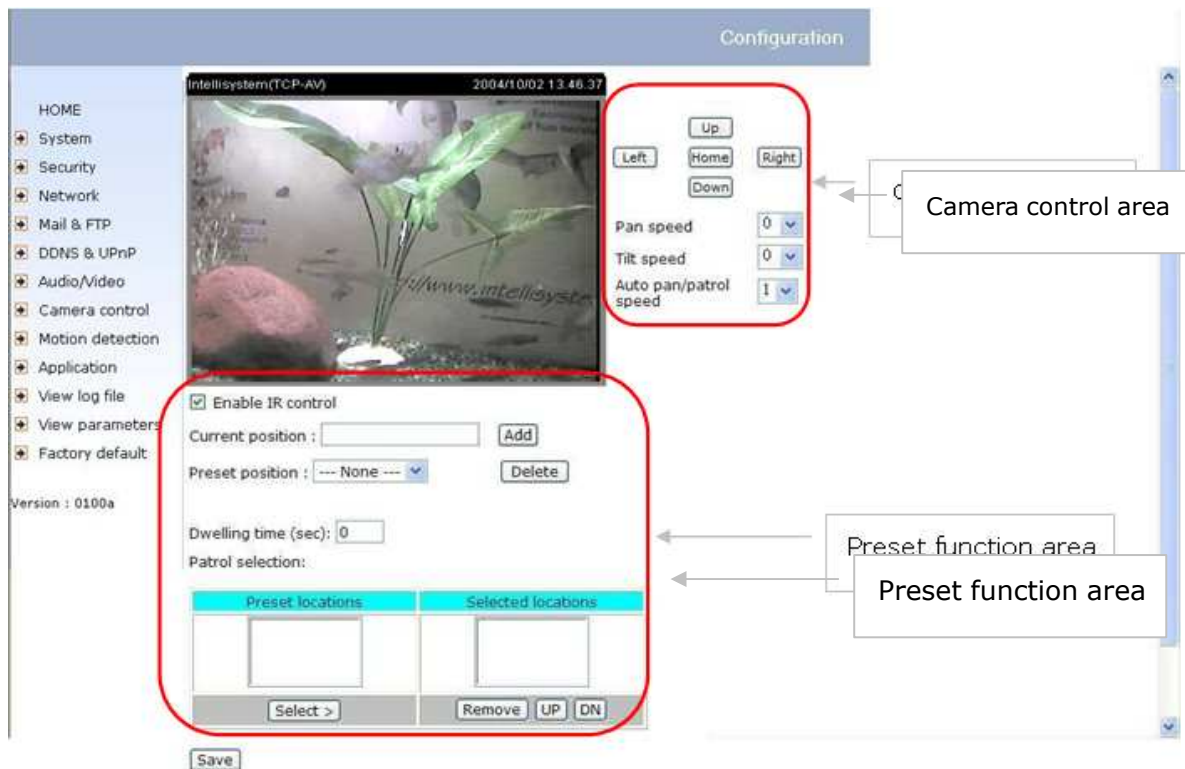 Configuration
Intellisystem(TCP-AV) 2004/10/02 13.46.37
HOME
System
Security
Network
Mail & FTP
DDNS & UPnP
Audio/Video
Camera control
Motion detection
Application
View log file
View parameters
Factory default
Version : 0100a
Up
Left Home Right
Down
Pan speed 0
Tilt speed 0
Auto pan/patrol
speed 1
Camera control area
Enable IR control
Current position : Add
Preset position : --- None --- Delete
Dwelling time (sec): 0
Patrol selection:
Preset locations Selected locations
Select > Remove UP DN
Save
Preset function area
Preset function area